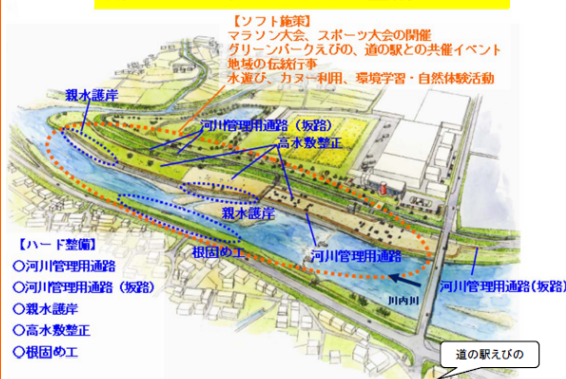 【ソフト施策】
マラソン大会、スポーツ大会の開催
グリーンパークえびの、道の駅との共催イベント
地域の伝統行事
水遊び、カヌー利用、環境学習・自然体験活動
親水護岸
河川管理用通路（坂路）
高水敷整正
親水護岸
根固め工
河川管理用通路
河川管理用通路(坂路)
川内川
【ハード整備】
〇河川管理用通路
〇河川管理用通路（坂路）
〇親水護岸
〇高水敷整正
〇根固め工
道の駅えびの